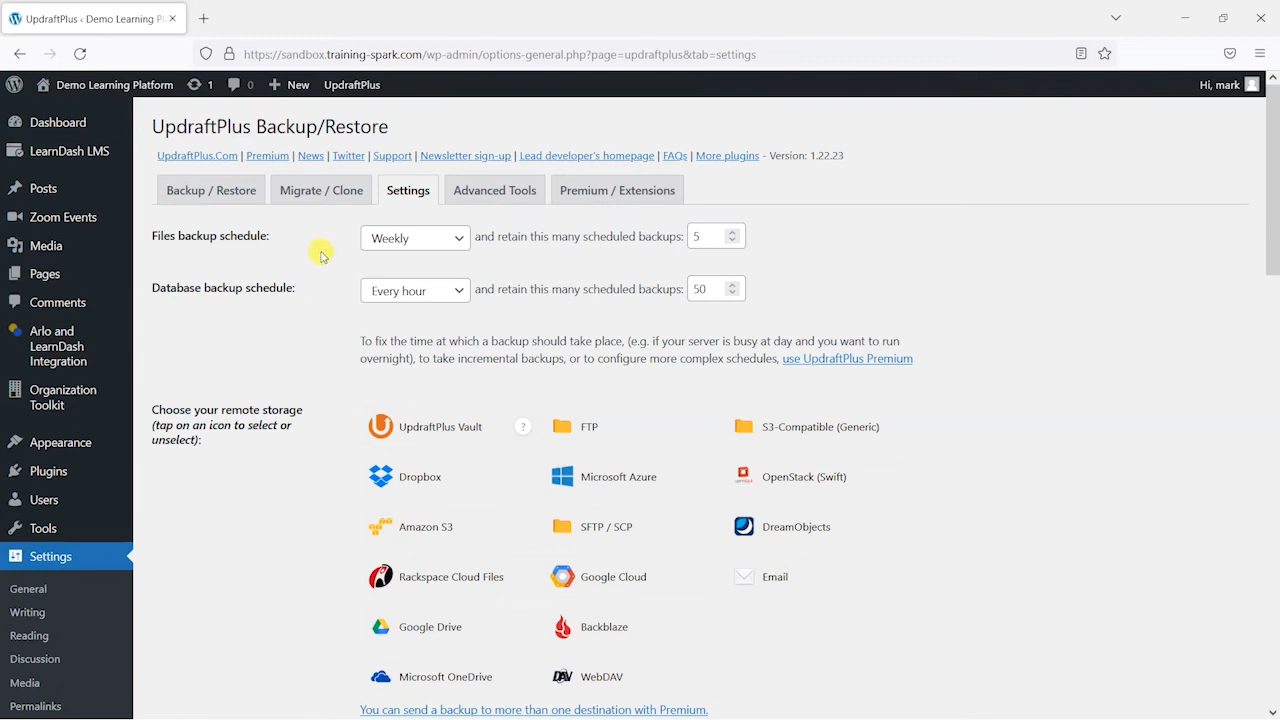 UpdraftPlus ‹ Demo Learning Pl
https://sandbox.training-spark.com/wp-admin/options-general.php?page=updraftplus&tab=settings
Demo Learning Platform 1 0 New UpdraftPlus Hi, mark
Dashboard
LearnDash LMS
Posts
Zoom Events
Media
Pages
Comments
Arlo and
LearnDash
Integration
Organization
Toolkit
Appearance
Plugins
Users
Tools
Settings
General
Writing
Reading
Discussion
Media
Permalinks
UpdraftPlus Backup/Restore
UpdraftPlus.Com | Premium | News | Twitter | Support | Newsletter sign-up | Lead developer's homepage | FAQs | More plugins - Version: 1.22.23
Backup / Restore Migrate / Clone Settings Advanced Tools Premium / Extensions
Files backup schedule: Weekly and retain this many scheduled backups: 5
Database backup schedule: Every hour and retain this many scheduled backups: 50
To fix the time at which a backup should take place, (e.g. if your server is busy at day and you want to run
overnight), to take incremental backups, or to configure more complex schedules, use UpdraftPlus Premium
Choose your remote storage
(tap on an icon to select or
unselect):
UpdraftPlus Vault ? FTP S3-Compatible (Generic)
Dropbox Microsoft Azure OpenStack (Swift)
Amazon S3 SFTP / SCP DreamObjects
Rackspace Cloud Files Google Cloud Email
Google Drive Backblaze
Microsoft OneDrive DAV WebDAV
You can send a backup to more than one destination with Premium.